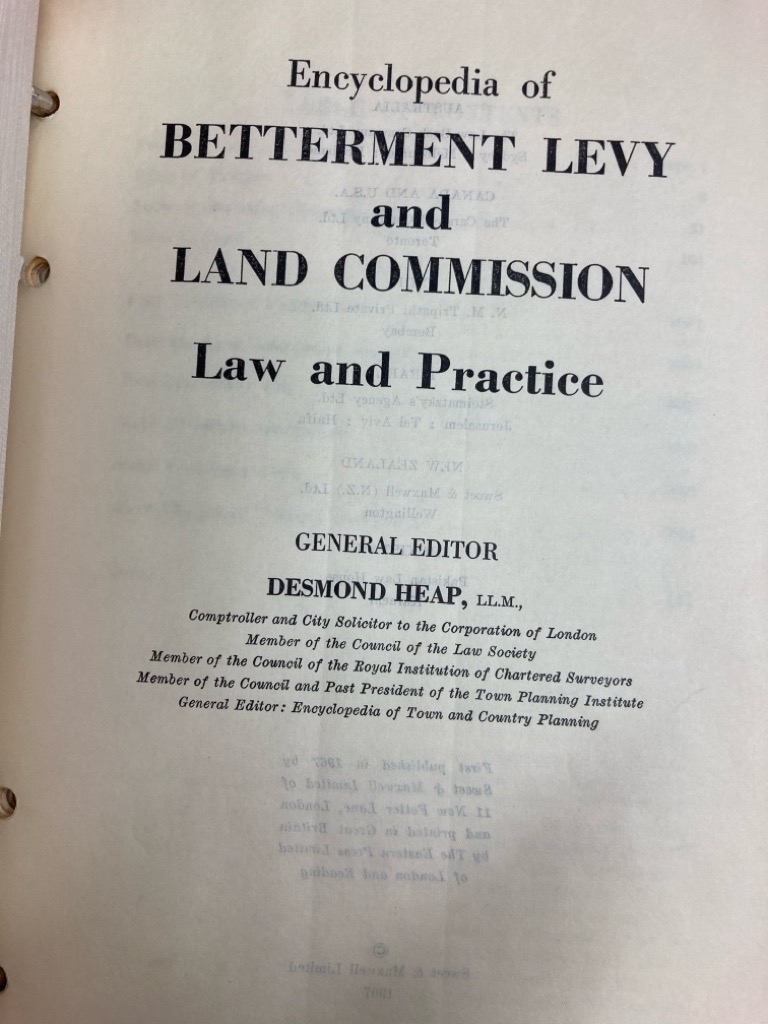 Encyclopedia of
BETTERMENT LEVY
and
LAND COMMISSION
Law and Practice
GENERAL EDITOR
DESMOND HEAP, LL.M.,
Comptroller and City Solicitor to the Corporation of London
Member of the Council of the Law Society
Member of the Council of the Royal Institution of Chartered Surveyors
Member of the Council and Past President of the Town Planning Institute
General Editor: Encyclopedia of Town and Country Planning